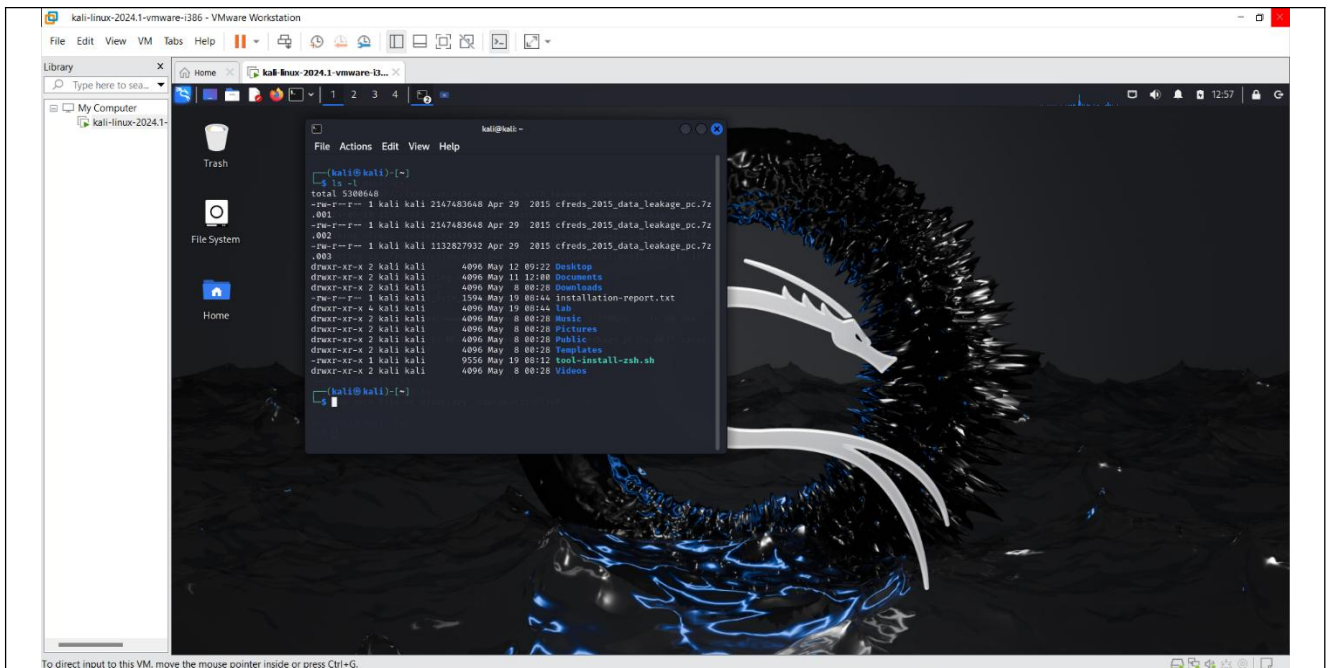 kali-linux-2024.1-vmware-i386 - VMware Workstation
File Edit View VM Tabs Help
Library X
Home kali-linux-2024.1-vmware-i3...
Type here to sea...
1 2 3 4 12:57
My Computer
kali-linux-2024.1-
Trash
File System
Home
kali@kali: ~
File Actions Edit View Help
(kali㉿kali)-[~]
$ ls -l
total 5300648
-rw-r--r-- 1 kali kali 2147483648 Apr 29 2015 cfreds_2015_data_leakage_pc.7z
.001
-rw-r--r-- 1 kali kali 2147483648 Apr 29 2015 cfreds_2015_data_leakage_pc.7z
.002
-rw-r--r-- 1 kali kali 1132827932 Apr 29 2015 cfreds_2015_data_leakage_pc.7z
.003
drwxr-xr-x 2 kali kali 4096 May 12 09:22 Desktop
drwxr-xr-x 2 kali kali 4096 May 11 12:00 Documents
drwxr-xr-x 2 kali kali 4096 May 8 00:28 Downloads
-rw-r--r-- 1 kali kali 1594 May 19 08:44 installation-report.txt
drwxr-xr-x 4 kali kali 4096 May 19 08:44 lab
drwxr-xr-x 2 kali kali 4096 May 8 00:28 Music
drwxr-xr-x 2 kali kali 4096 May 8 00:28 Pictures
drwxr-xr-x 2 kali kali 4096 May 8 00:28 Public
drwxr-xr-x 2 kali kali 4096 May 8 00:28 Templates
-rwxr-xr-x 1 kali kali 9556 May 19 08:12 tool-install-zsh.sh
drwxr-xr-x 2 kali kali 4096 May 8 00:28 Videos
(kali㉿kali)-[~]
$
To direct input to this VM, move the mouse pointer inside or press Ctrl+G.